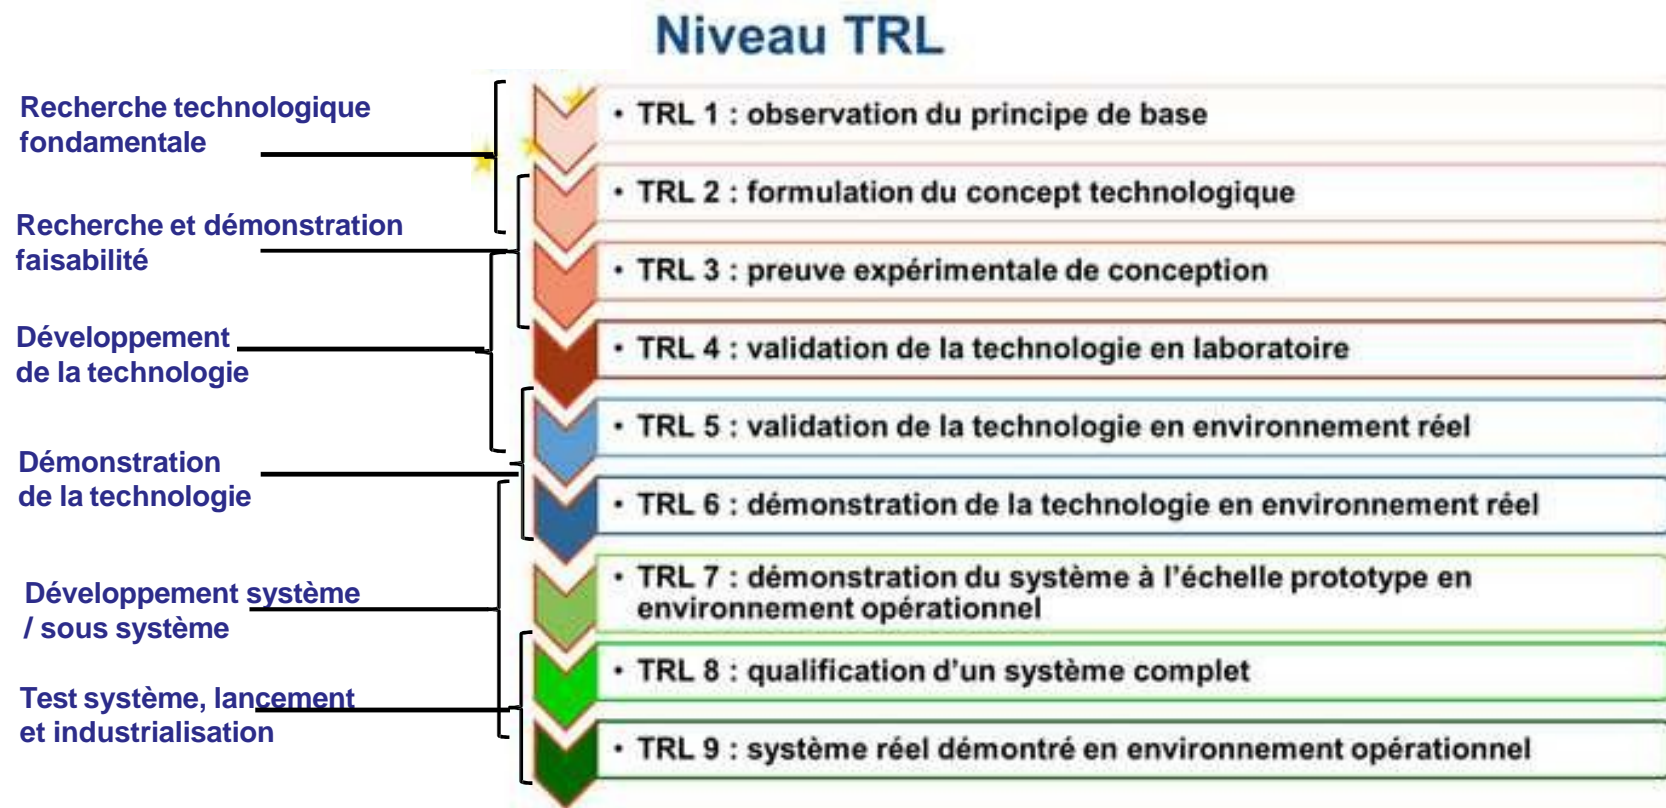 Niveau TRL
Recherche technologique
fondamentale
Recherche et démonstration
faisabilité
Développement
de la technologie
Démonstration
de la technologie
Développement système
/ sous système
Test système, lancement
et industrialisation
• TRL 1 : observation du principe de base
• TRL 2 : formulation du concept technologique
• TRL 3 : preuve expérimentale de conception
• TRL 4 : validation de la technologie en laboratoire
• TRL 5 : validation de la technologie en environnement réel
• TRL 6 : démonstration de la technologie en environnement réel
• TRL 7 : démonstration du système à l'échelle prototype en
environnement opérationnel
• TRL 8 : qualification d'un système complet
• TRL 9 : système réel démontré en environnement opérationnel